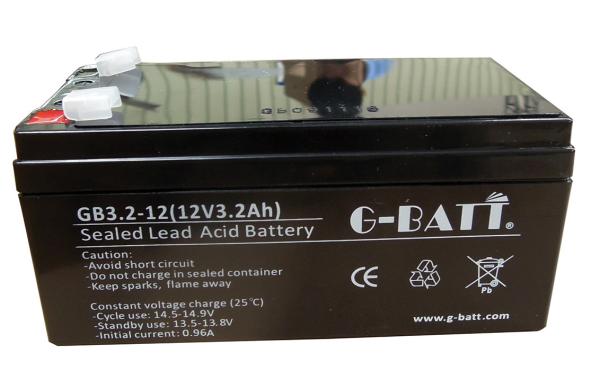 GB3.2-12(12V3.2Ah)
Sealed Lead Acid Battery
G-BATT®
Caution:
-Avoid short circuit
-Do not charge in sealed container
-Keep sparks, flame away
CE
Pb
Constant voltage charge (25℃)
-Cycle use: 14.5-14.9V
-Standby use: 13.5-13.8V
-Initial current: 0.96A
www.g-batt.com